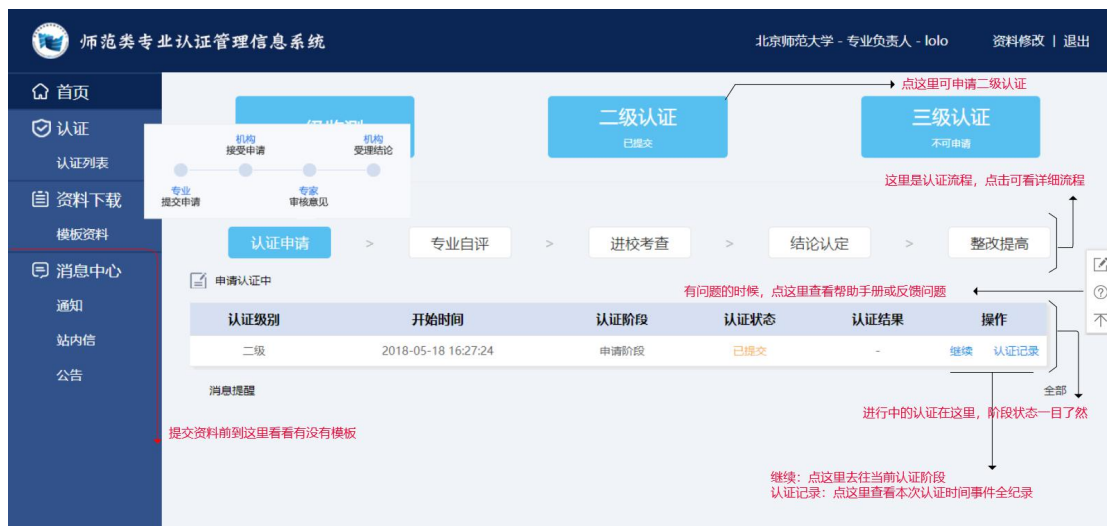 师范类专业认证管理信息系统
北京师范大学 - 专业负责人 - lolo
资料修改 | 退出
首页
认证
认证列表
资料下载
模板资料
消息中心
通知
站内信
公告
点这里可申请二级认证
二级认证
已提交
三级认证
不可申请
机构
接受申请
机构
受理结论
专业
提交申请
专家
审核意见
这里是认证流程，点击可看详细流程
认证申请 > 专业自评 > 进校考查 > 结论认定 > 整改提高
申请认证中
有问题的时候，点这里查看帮助手册或反馈问题
认证级别 开始时间 认证阶段 认证状态 认证结果 操作
二级 2018-05-18 16:27:24 申请阶段 已提交 - 继续 认证记录
消息提醒
全部
进行中的认证在这里，阶段状态一目了然
提交资料前到这里看看有没有模板
继续：点这里去往当前认证阶段
认证记录：点这里查看本次认证时间事件全纪录